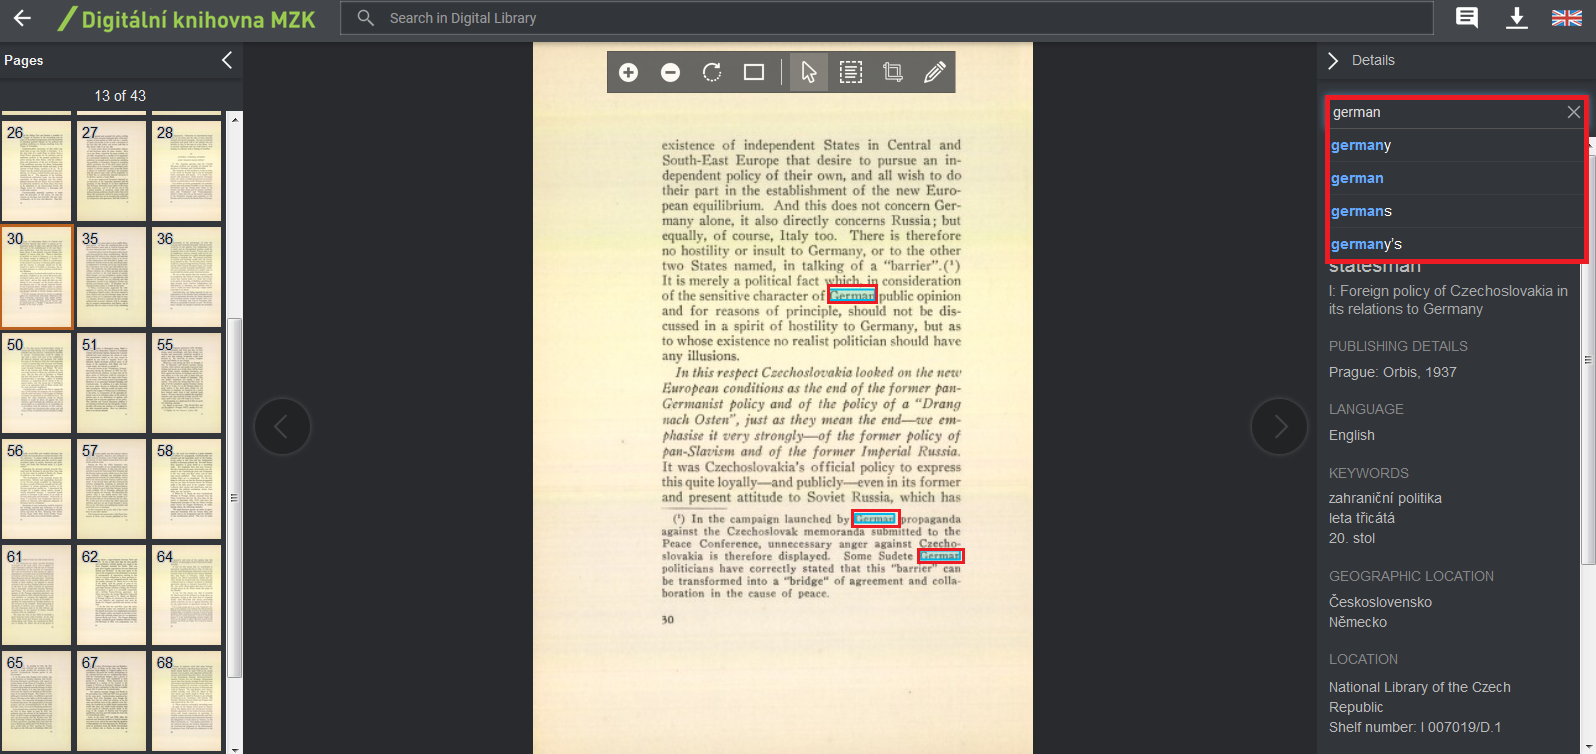 Digitální knihovna MZK
Search in Digital Library
Pages
13 of 43
26
27
28
30
35
36
50
51
55
56
57
58
61
62
64
65
67
68
existence of independent States in Central and
South-East Europe that desire to pursue an in-
dependent policy of their own, and all wish to do
their part in the establishment of the new Euro-
pean equilibrium. And this does not concern Ger-
many alone, it also directly concerns Russia; but
equally, of course, Italy too. There is therefore
no hostility or insult to Germany, or to the other
two States named, in talking of a “barrier”.(¹)
It is merely a political fact which, in consideration
of the sensitive character of German public opinion
and for reasons of principle, should not be dis-
cussed in a spirit of hostility to Germany, but as
to whose existence no realist politician should have
any illusions.
In this respect Czechoslovakia looked on the new
European conditions as the end of the former pan-
Germanist policy and of the policy of a “Drang
nach Osten”, just as they mean the end—we em-
phasise it very strongly—of the former policy of
pan-Slavism and of the former Imperial Russia.
It was Czechoslovakia's official policy to express
this quite loyally—and publicly—even in its former
and present attitude to Soviet Russia, which has
(¹) In the campaign launched by German propaganda
against the Czechoslovak memoranda submitted to the
Peace Conference, unnecessary anger against Czecho-
slovakia is therefore displayed. Some Sudete German
politicians have correctly stated that this “barrier” can
be transformed into a “bridge” of agreement and colla-
boration in the cause of peace.
30
Details
german
germany
german
germans
germany's
statesman
I: Foreign policy of Czechoslovakia in
its relations to Germany
PUBLISHING DETAILS
Prague: Orbis, 1937
LANGUAGE
English
KEYWORDS
zahraniční politika
leta třicátá
20. stol
GEOGRAPHIC LOCATION
Československo
Německo
LOCATION
National Library of the Czech
Republic
Shelf number: I 007019/D.1